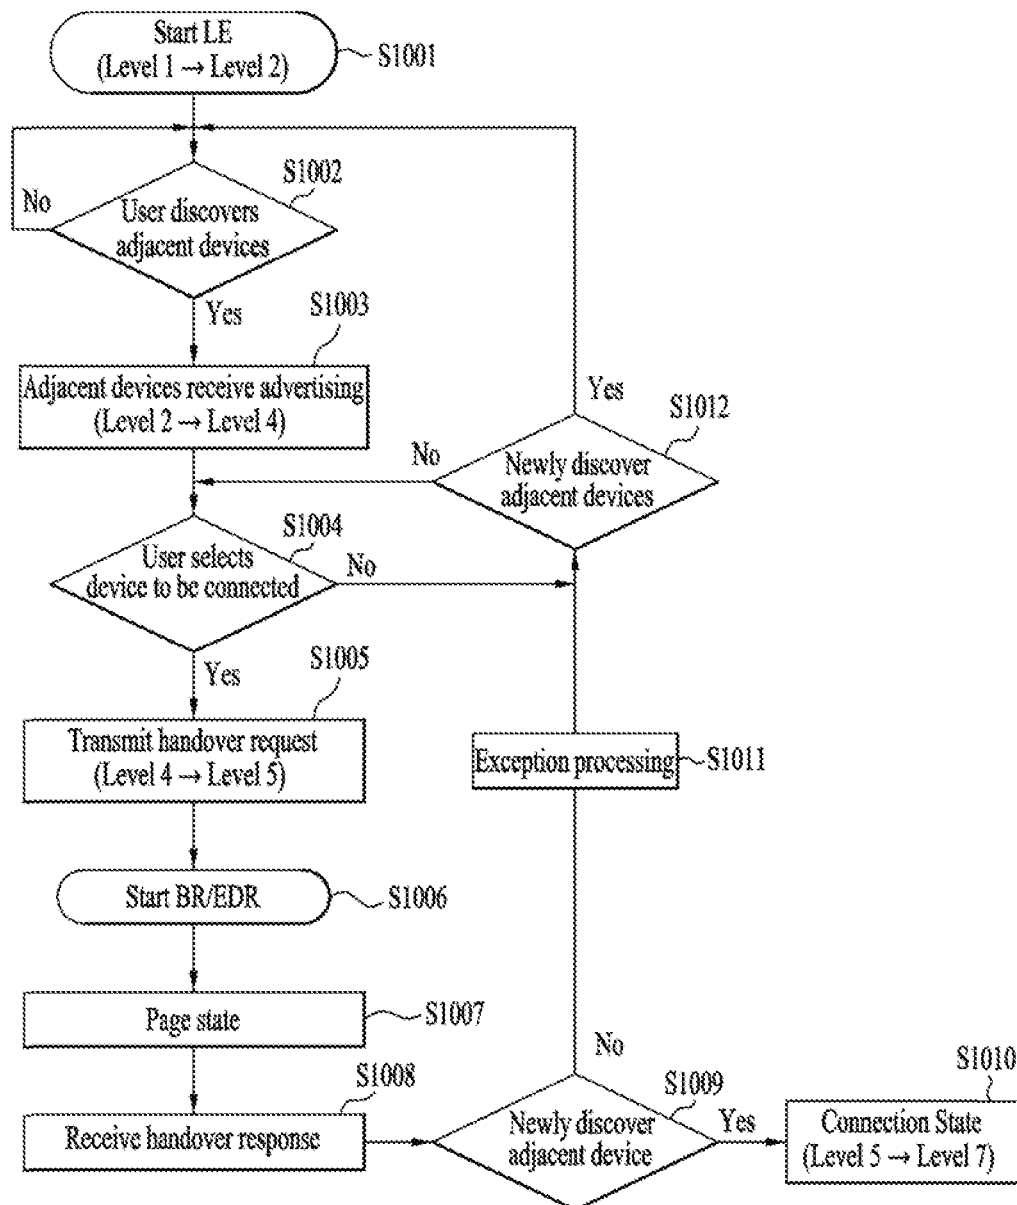 Start LE
(Level 1 → Level 2)
S1001
S1002
No
User discovers
adjacent devices
Yes
S1003
Adjacent devices receive advertising
(Level 2 → Level 4)
Yes
S1012
No
Newly discover
adjacent devices
S1004
User selects
device to be connected
No
Yes
S1005
Transmit handover request
(Level 4 → Level 5)
Exception processing
S1011
Start BR/EDR
S1006
Page state
S1007
No
S1008
Receive handover response
S1009
Newly discover
adjacent device
Yes
S1010
Connection State
(Level 5 → Level 7)